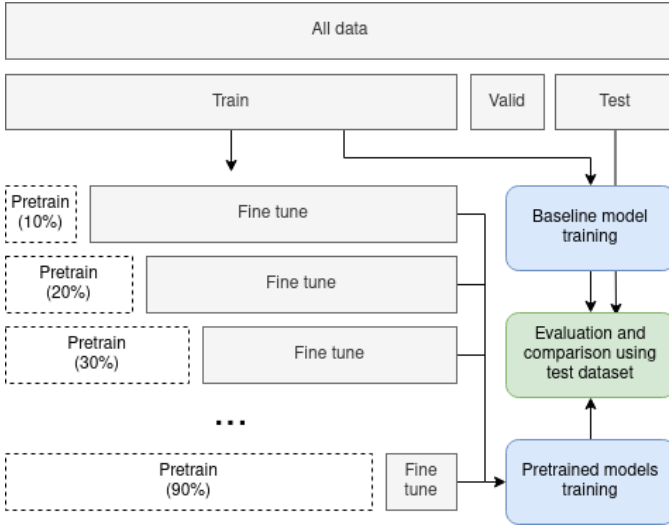 All data
Train
Valid
Test
Pretrain
(10%)
Fine tune
Baseline model
training
Pretrain
(20%)
Fine tune
Pretrain
(30%)
Fine tune
Evaluation and
comparison using
test dataset
...
Pretrain
(90%)
Fine
tune
Pretrained models
training